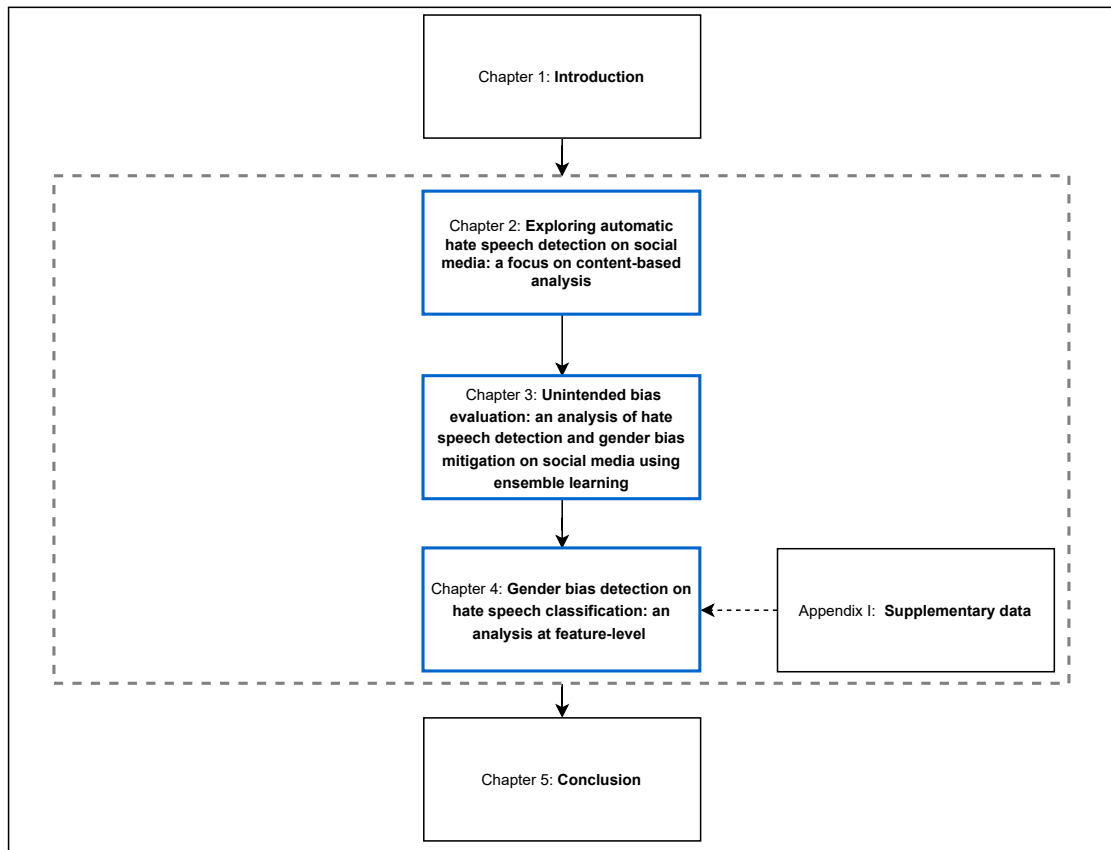 Chapter 1: Introduction
Chapter 2: Exploring automatic
hate speech detection on social
media: a focus on content-based
analysis
Chapter 3: Unintended bias
evaluation: an analysis of hate
speech detection and gender bias
mitigation on social media using
ensemble learning
Chapter 4: Gender bias detection on
hate speech classification: an
analysis at feature-level
Appendix I: Supplementary data
Chapter 5: Conclusion